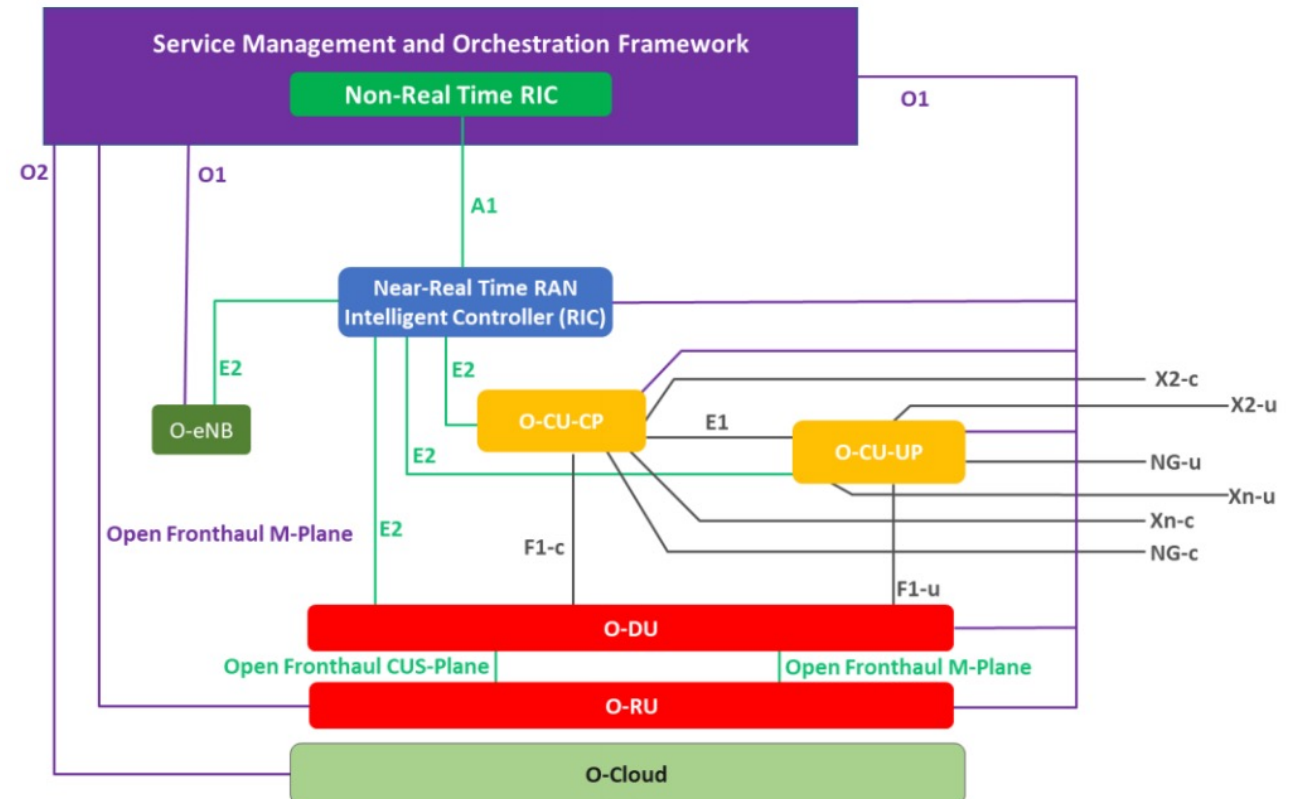 Service Management and Orchestration Framework
Non-Real Time RIC
O1
O2
O1
A1
Near-Real Time RAN
Intelligent Controller (RIC)
E2
E2
X2-c
X2-u
O-CU-CP
E1
O-eNB
O-CU-UP
E2
NG-u
Xn-u
Xn-c
Open Fronthaul M-Plane
E2
F1-c
NG-c
F1-u
O-DU
Open Fronthaul CUS-Plane
Open Fronthaul M-Plane
O-RU
O-Cloud